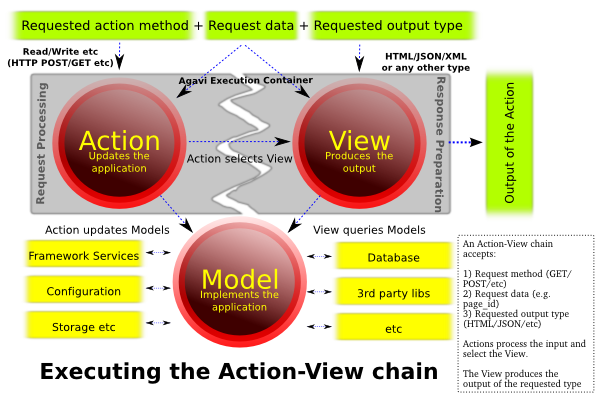 Requested action method + Request data + Requested output type
Read/Write etc
(HTTP POST/GET etc)
HTML/JSON/XML
or any other type
Agavi Execution Container
Request Processing
Action
Updates the
application
Action selects View
View
Produces the
output
Response Preparation
Output of the Action
Action updates Models
View queries Models
Framework Services
Configuration
Storage etc
Model
Implements the
application
Database
3rd party libs
etc
An Action-View chain
accepts:
1) Request method (GET/
POST/etc)
2) Request data (e.g.
page_id)
3) Requested output type
(HTML/JSON/etc)
Actions process the input and
select the View.
The View produces the
output of the requested type
Executing the Action-View chain